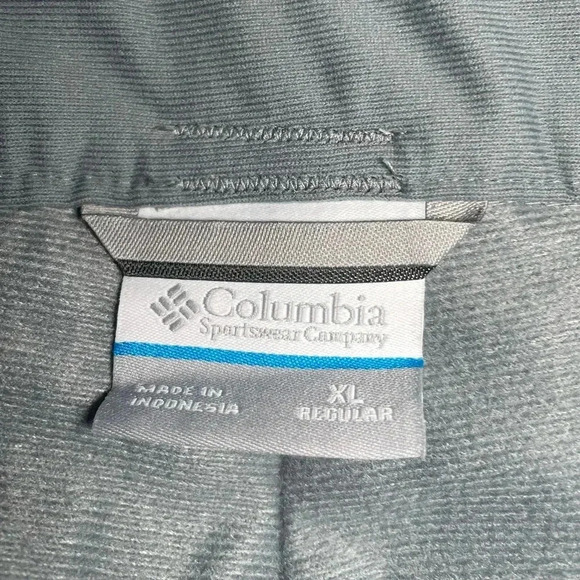 Columbia
Sportswear Company
MADE IN
INDONESIA
XL
REGULAR